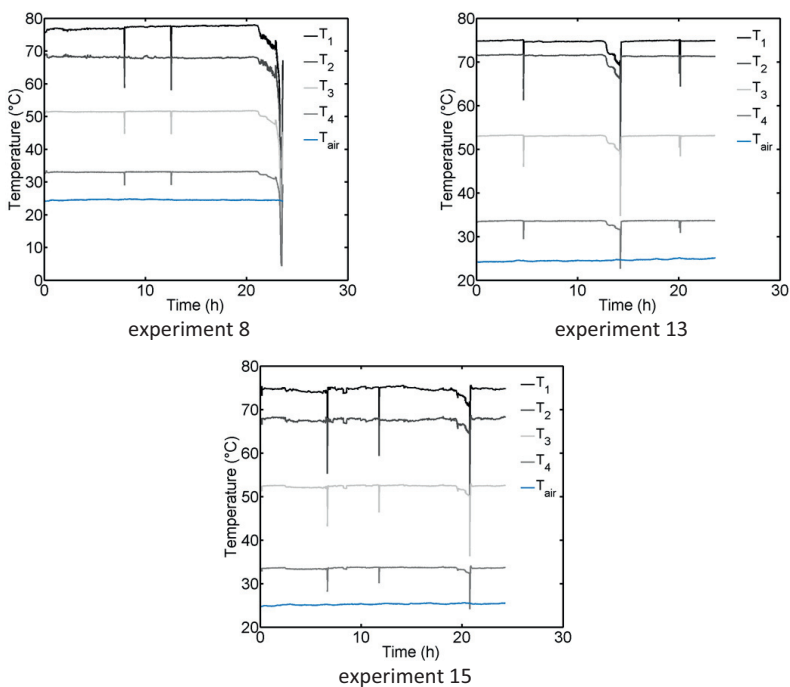 80
70
60
50
40
30
20
10
0
Temperature (°C)
0
10
20
30
Time (h)
T1
T2
T3
T4
Tair
experiment 8
80
70
60
50
40
30
20
Temperature (°C)
0
10
20
30
Time (h)
T1
T2
T3
T4
Tair
experiment 13
80
70
60
50
40
30
20
Temperature (°C)
0
10
20
30
Time (h)
T1
T2
T3
T4
Tair
experiment 15